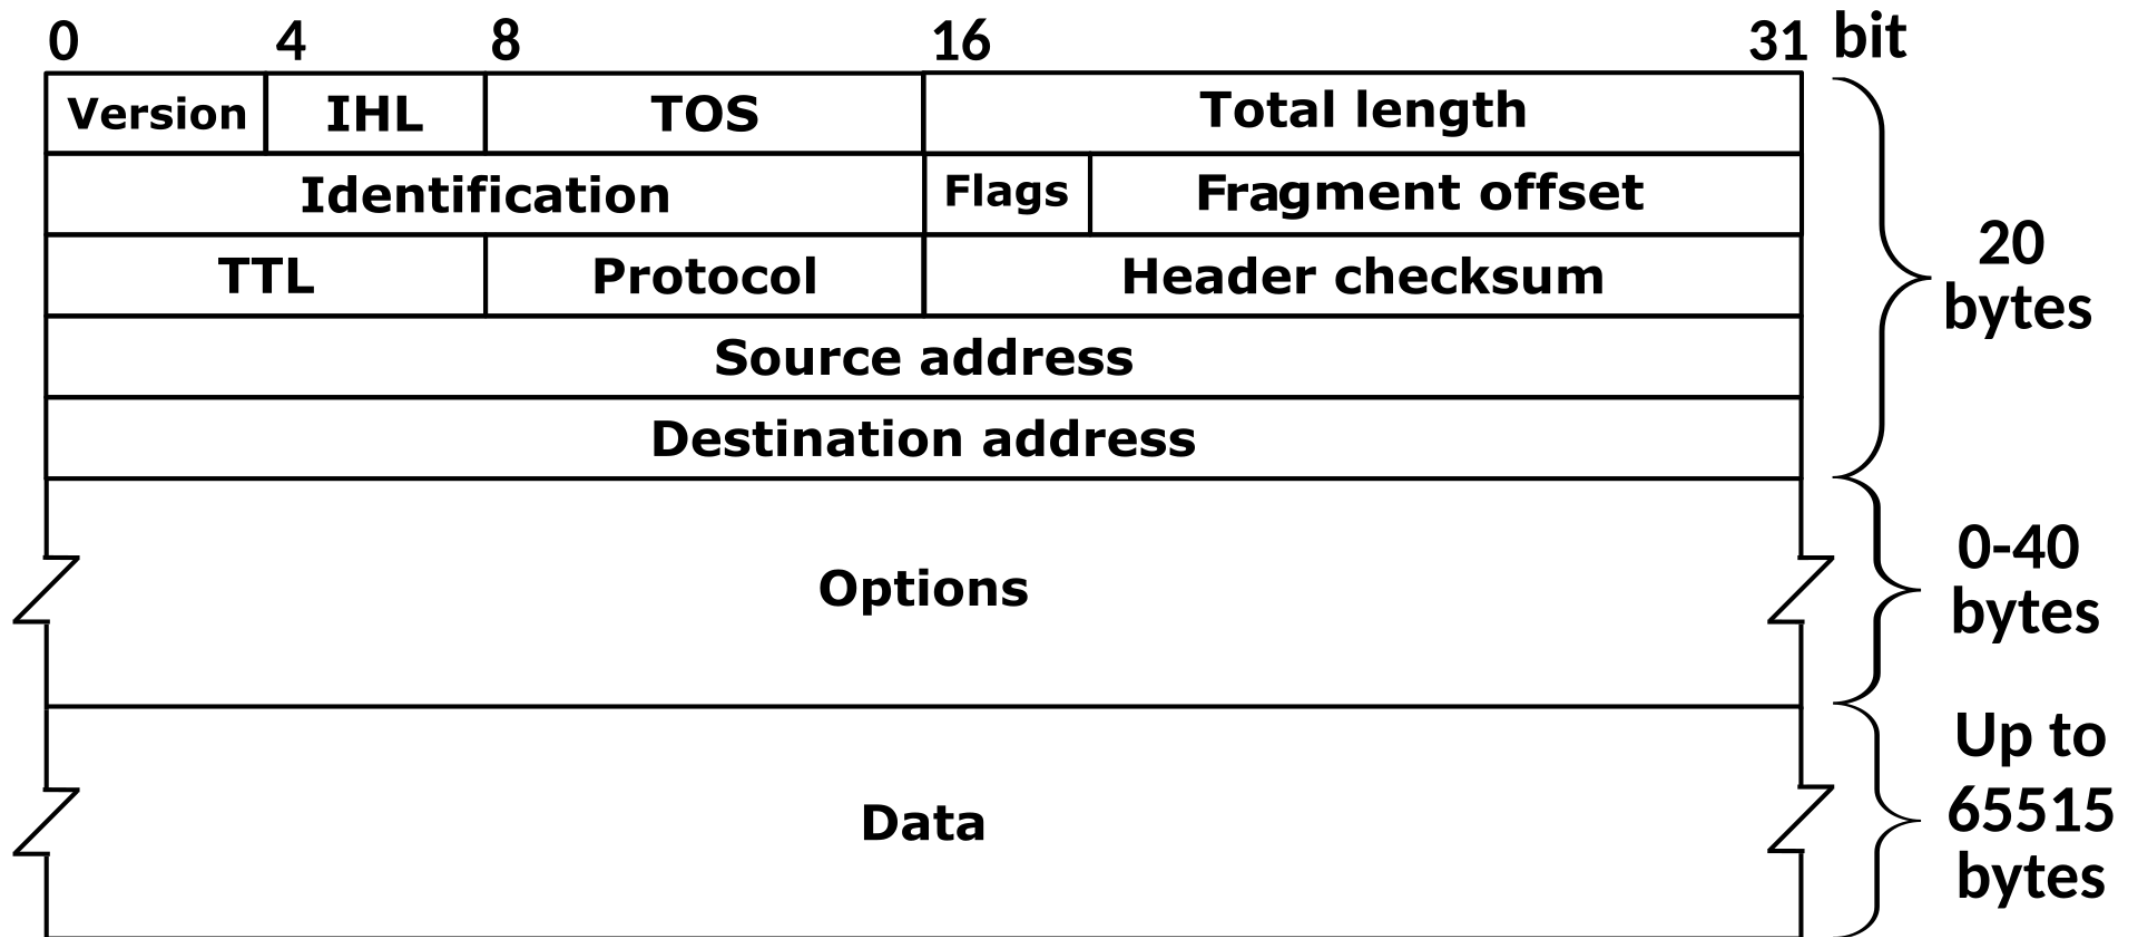 0 4 8 16 31 bit
Version IHL TOS Total length
Identification Flags Fragment offset
TTL Protocol Header checksum
Source address
Destination address
20
bytes
Options
0-40
bytes
Data
Up to
65515
bytes